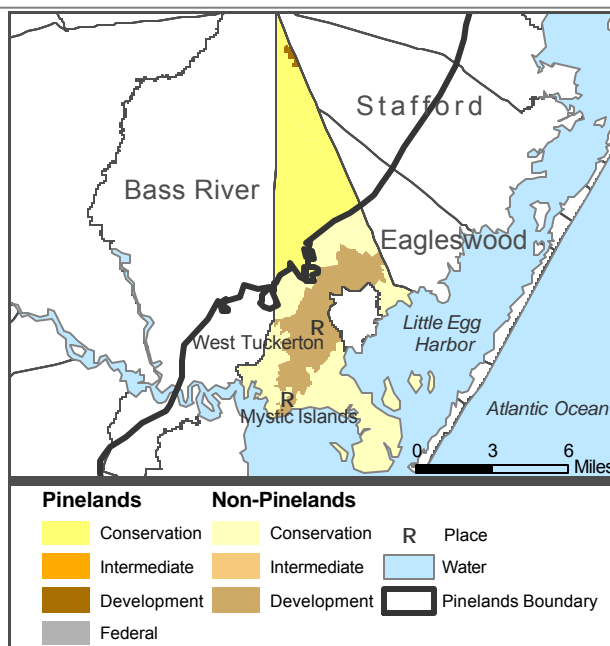 Stafford
Bass River
Eagleswood
Little Egg
Harbor
R
West Tuckerton
R
Mystic Islands
Atlantic Ocean
0 3 6
Miles
Pinelands Non-Pinelands
Conservation Conservation R Place
Intermediate Intermediate Water
Development Development Pinelands Boundary
Federal